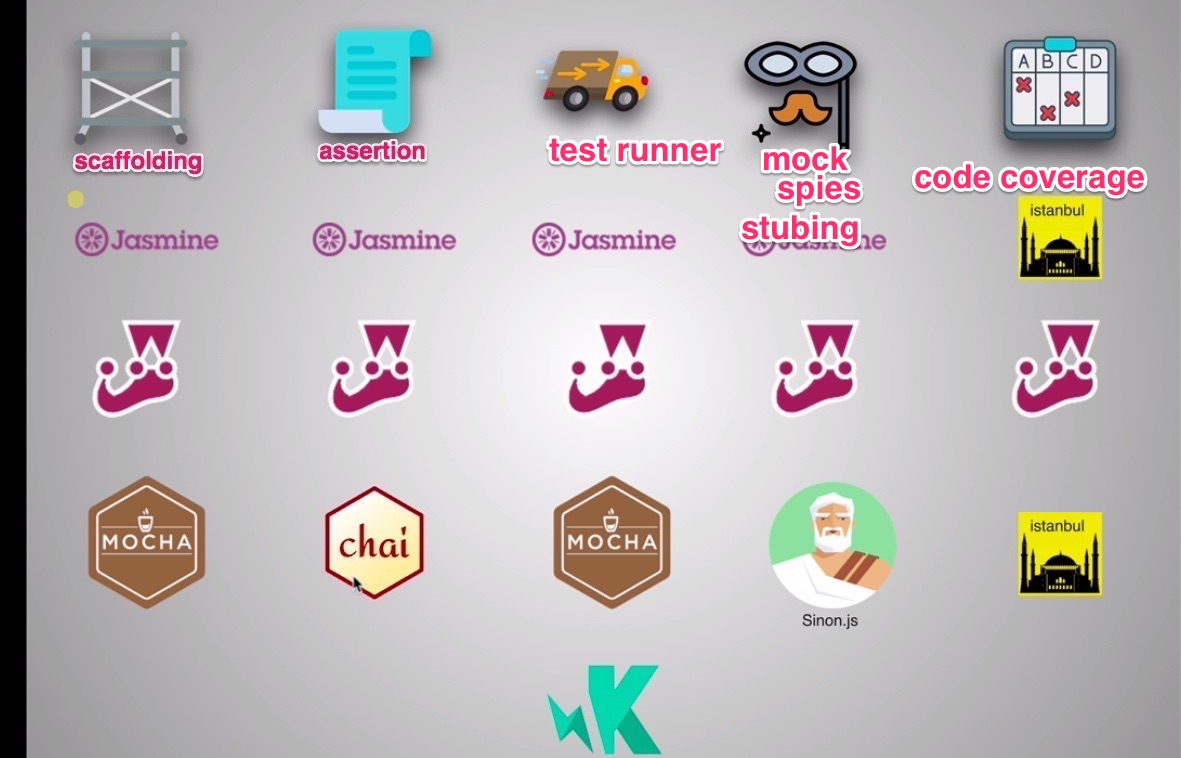 A B C D
scaffolding
assertion
test runner
mock
spies
stubing
code coverage
Jasmine
Jasmine
Jasmine
Jasmine
istanbul
MOCHA
chai
MOCHA
Sinon.js
istanbul
K